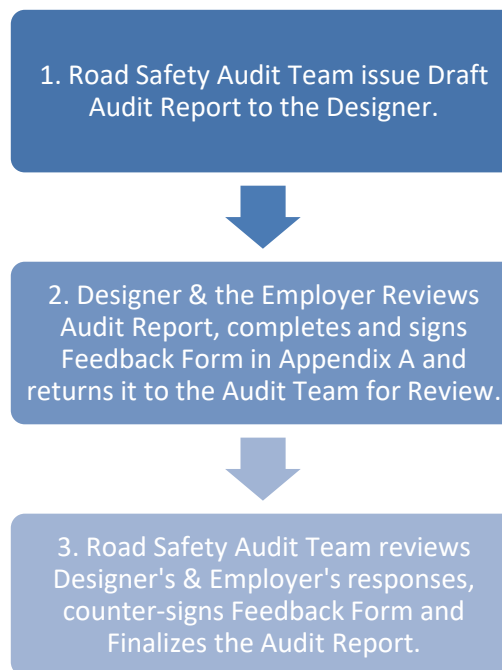 1. Road Safety Audit Team issue Draft
Audit Report to the Designer.
2. Designer & the Employer Reviews
Audit Report, completes and signs
Feedback Form in Appendix A and
returns it to the Audit Team for Review.
3. Road Safety Audit Team reviews
Designer's & Employer's responses,
counter-signs Feedback Form and
Finalizes the Audit Report.